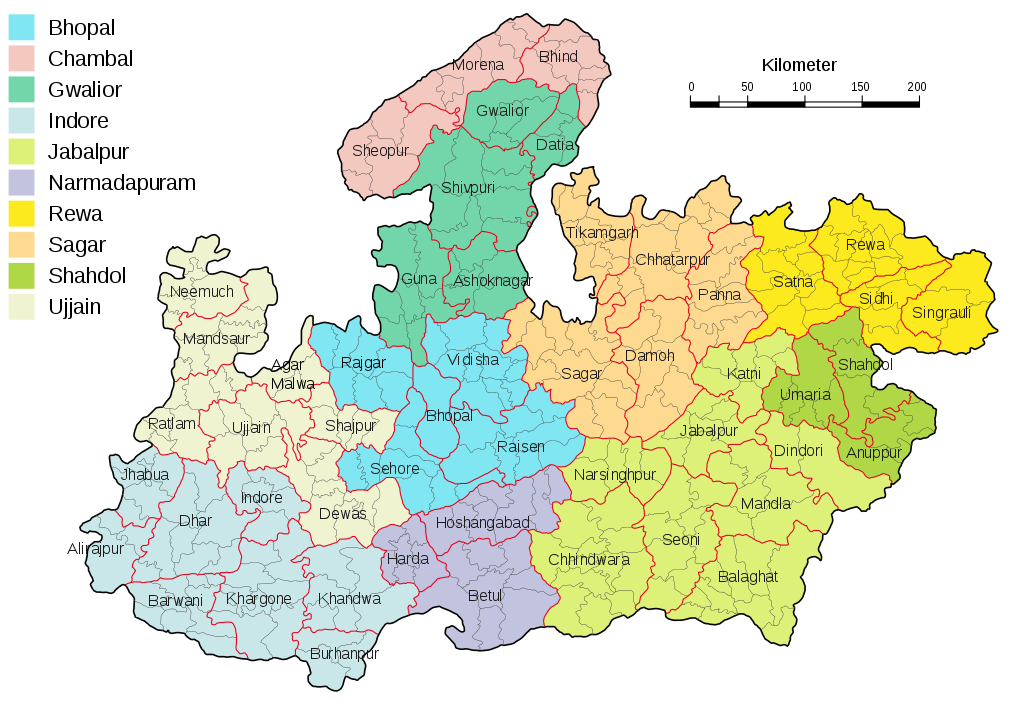 Bhopal
Chambal
Gwalior
Indore
Jabalpur
Narmadapuram
Rewa
Sagar
Shahdol
Ujjain
Kilometer
0 50 100 150 200
Morena
Bhind
Gwalior
Sheopur
Datia
Shivpuri
Tikamgarh
Chhatarpur
Rewa
Guna
Ashoknagar
Panna
Satna
Sidhi
Singrauli
Neemuch
Mandsaur
Agar
Malwa
Rajgar
Vidisha
Sagar
Damoh
Katni
Shahdol
Umaria
Ratlam
Ujjain
Shajpur
Bhopal
Raisen
Jabalpur
Dindori
Anuppur
Jhabua
Indore
Sehore
Narsinghpur
Dhar
Dewas
Hoshangabad
Mandla
Alirajpur
Harda
Chhindwara
Seoni
Balaghat
Barwani
Khargone
Khandwa
Betul
Burhanpur